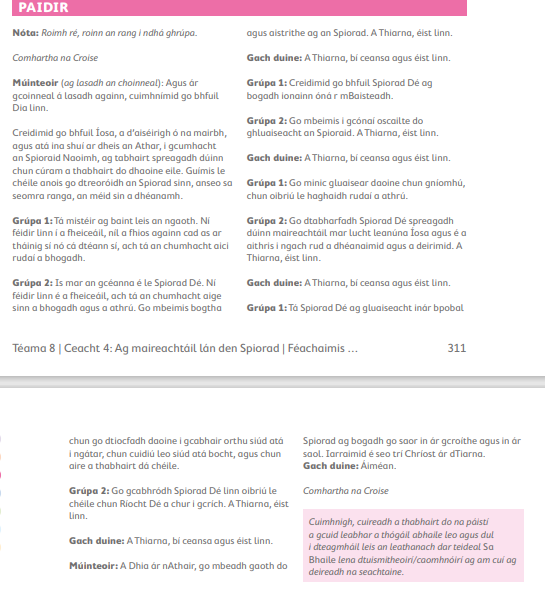 PAIDIR
Nóta: Roimh ré, roinn an rang i ndhá ghrúpa.
Comhartha na Croise
Múinteoir (ag lasadh an choinneal): Agus ár
gcoinneal á lasadh againn, cuimhnímid go bhfuil
Dia linn.
Creidimid go bhfuil Íosa, a d'aiséirigh ó na mairbh,
agus atá ina shuí ar dheis an Athar, i gcumhacht
an Spioraid Naoimh, ag tabhairt spreagadh dúinn
chun cúram a thabhairt do dhaoine eile. Guímis le
chéile anois go dtreoróidh an Spiorad sinn, anseo sa
seomra ranga, an méid sin a dhéanamh.
Grúpa 1: Tá mistéir ag baint leis an ngaoth. Ní
féidir linn í a fheiceáil, níl a fhios againn cad as ar
tháinig sí nó cá dtéann sí, ach tá an chumhacht aici
rudaí a bhogadh.
Grúpa 2: Is mar an gcéanna é le Spiorad Dé. Ní
féidir linn é a fheiceáil, ach tá an chumhacht aige
sinn a bhogadh agus a athrú. Go mbeimis bogtha
agus aistrithe ag an Spiorad. A Thiarna, éist linn.
Gach duine: A Thiarna, bí ceansa agus éist linn.
Grúpa 1: Creidimid go bhfuil Spiorad Dé ag
bogadh ionainn óná r mBaisteadh.
Grúpa 2: Go mbeimis i gcónaí oscailte do
ghluaiseacht an Spioraid. A Thiarna, éist linn.
Gach duine: A Thiarna, bí ceansa agus éist linn.
Grúpa 1: Go minic gluaisear daoine chun gníomhú,
chun oibriú le haghaidh rudaí a athrú.
Grúpa 2: Go dtabharfadh Spiorad Dé spreagadh
dúinn maireachtáil mar lucht leanúna Íosa agus é a
aithris i ngach rud a dhéanaimid agus a deirimid. A
Thiarna, éist linn.
Gach duine: A Thiarna, bí ceansa agus éist linn.
Grúpa 1: Tá Spiorad Dé ag gluaiseacht inár bpobal
Téama 8 | Ceacht 4: Ag maireachtáil lán den Spiorad | Féachaimis ... 311
chun go dtiocfadh daoine i gcabhair orthu siúd atá
i ngátar, chun cuidiú leo siúd atá bocht, agus chun
aire a thabhairt dá chéile.
Grúpa 2: Go gcabhródh Spiorad Dé linn oibriú le
chéile chun Ríocht Dé a chur i gcrích. A Thiarna, éist
linn.
Gach duine: A Thiarna, bí ceansa agus éist linn.
Múinteoir: A Dhia ár nAthair, go mbeadh gaoth do
Spiorad ag bogadh go saor in ár gcroíthe agus in ár
saol. Iarraimid é seo trí Chríost ár dTiarna.
Gach duine: Áiméan.
Comhartha na Croise
Cuimhnigh, cuireadh a thabhairt do na páistí
a gcuid leabhar a thógáil abhaile leo agus dul
i dteagmháil leis an leathanach dar teideal Sa
Bhaile lena dtuismitheoirí/caomhnóirí ag am cuí ag
deireadh na seachtaine.